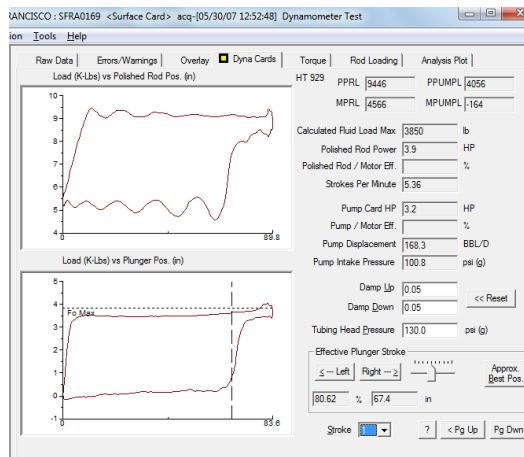 RANCISCO : SFRA0169 <Surface Card> acq-[05/30/07 12:52:48] Dynamometer Test
ion Tools Help
Raw Data Errors/Warnings Overlay Dyna Cards Torque Rod Loading Analysis Plot
Load (K-Lbs) vs Polished Rod Pos. (in)
10
9
8
7
6
5
4
0 89.8
Load (K-Lbs) vs Plunger Pos. (in)
5
4
Fo Max
3
2
1
0
-1
0 83.6
HT 929 PPRL 9446 PPUMPL 4056
MPRL 4566 MPUMPL -164
Calculated Fluid Load Max 3850 lb
Polished Rod Power 3.9 HP
Polished Rod / Motor Eff. %
Strokes Per Minute 5.36
Pump Card HP 3.2 HP
Pump / Motor Eff. %
Pump Displacement 168.3 BBL/D
Pump Intake Pressure 100.8 psi (g)
Damp Up 0.05
Damp Down 0.05
<< Reset
Tubing Head Pressure 130.0 psi (g)
Effective Plunger Stroke
< --- Left Right --- >
Approx.
Best Pos.
80.62 % 67.4 in
Stroke 1 ? < Pg Up Pg Dwn